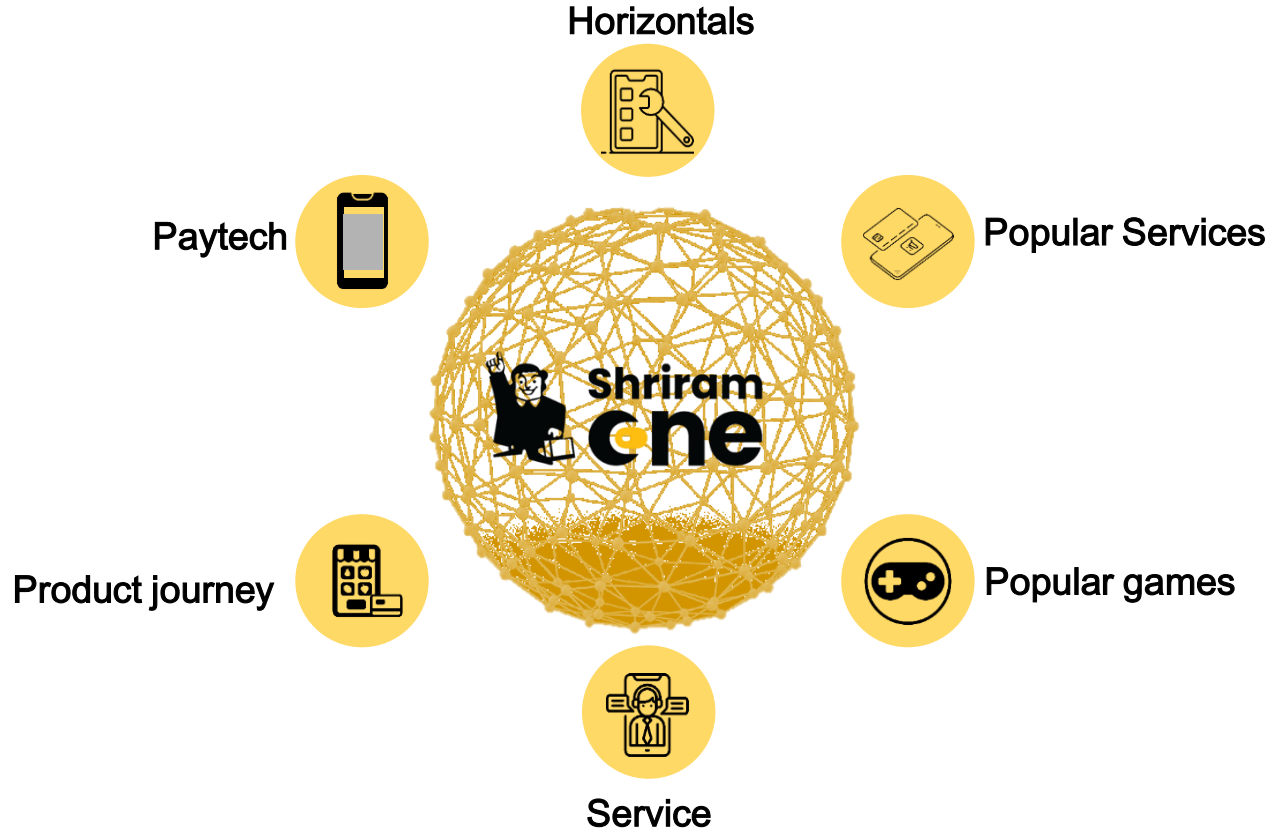 Horizontals
Paytech
Popular Services
Shriram
one
Product journey
Popular games
Service